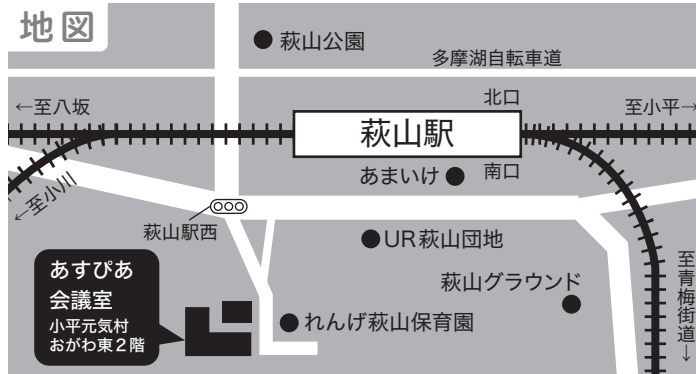 地図
萩山公園
多摩湖自転車道
←至八坂
北口
至小平→
萩山駅
あまいけ
南口
←至小川
萩山駅西
UR萩山団地
あすぴあ
会議室
小平元気村
おがわ東2階
萩山グラウンド
れんげ萩山保育園
至青梅街道→